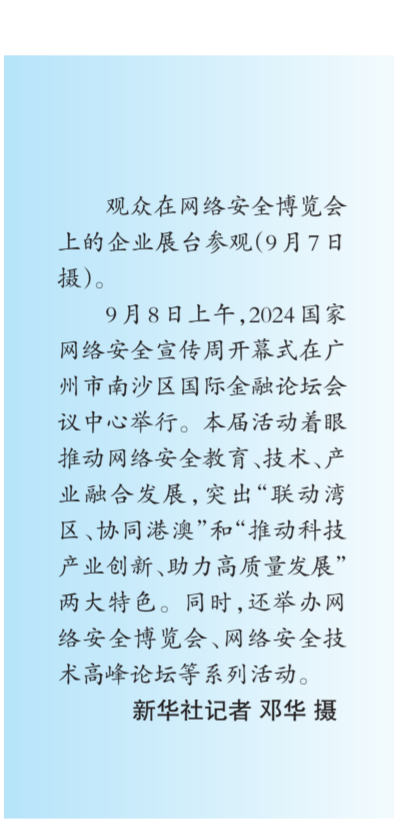 观众在网络安全博览会
上的企业展台参观(9月7日
摄)。
9月8日上午,2024国家
网络安全宣传周开幕式在广
州市南沙区国际金融论坛会
议中心举行。本届活动着眼
推动网络安全教育、技术、产
业融合发展,突出“联动湾
区、协同港澳”和“推动科技
产业创新、助力高质量发展”
两大特色。同时,还举办网
络安全博览会、网络安全技
术高峰论坛等系列活动。
新华社记者 邓华 摄